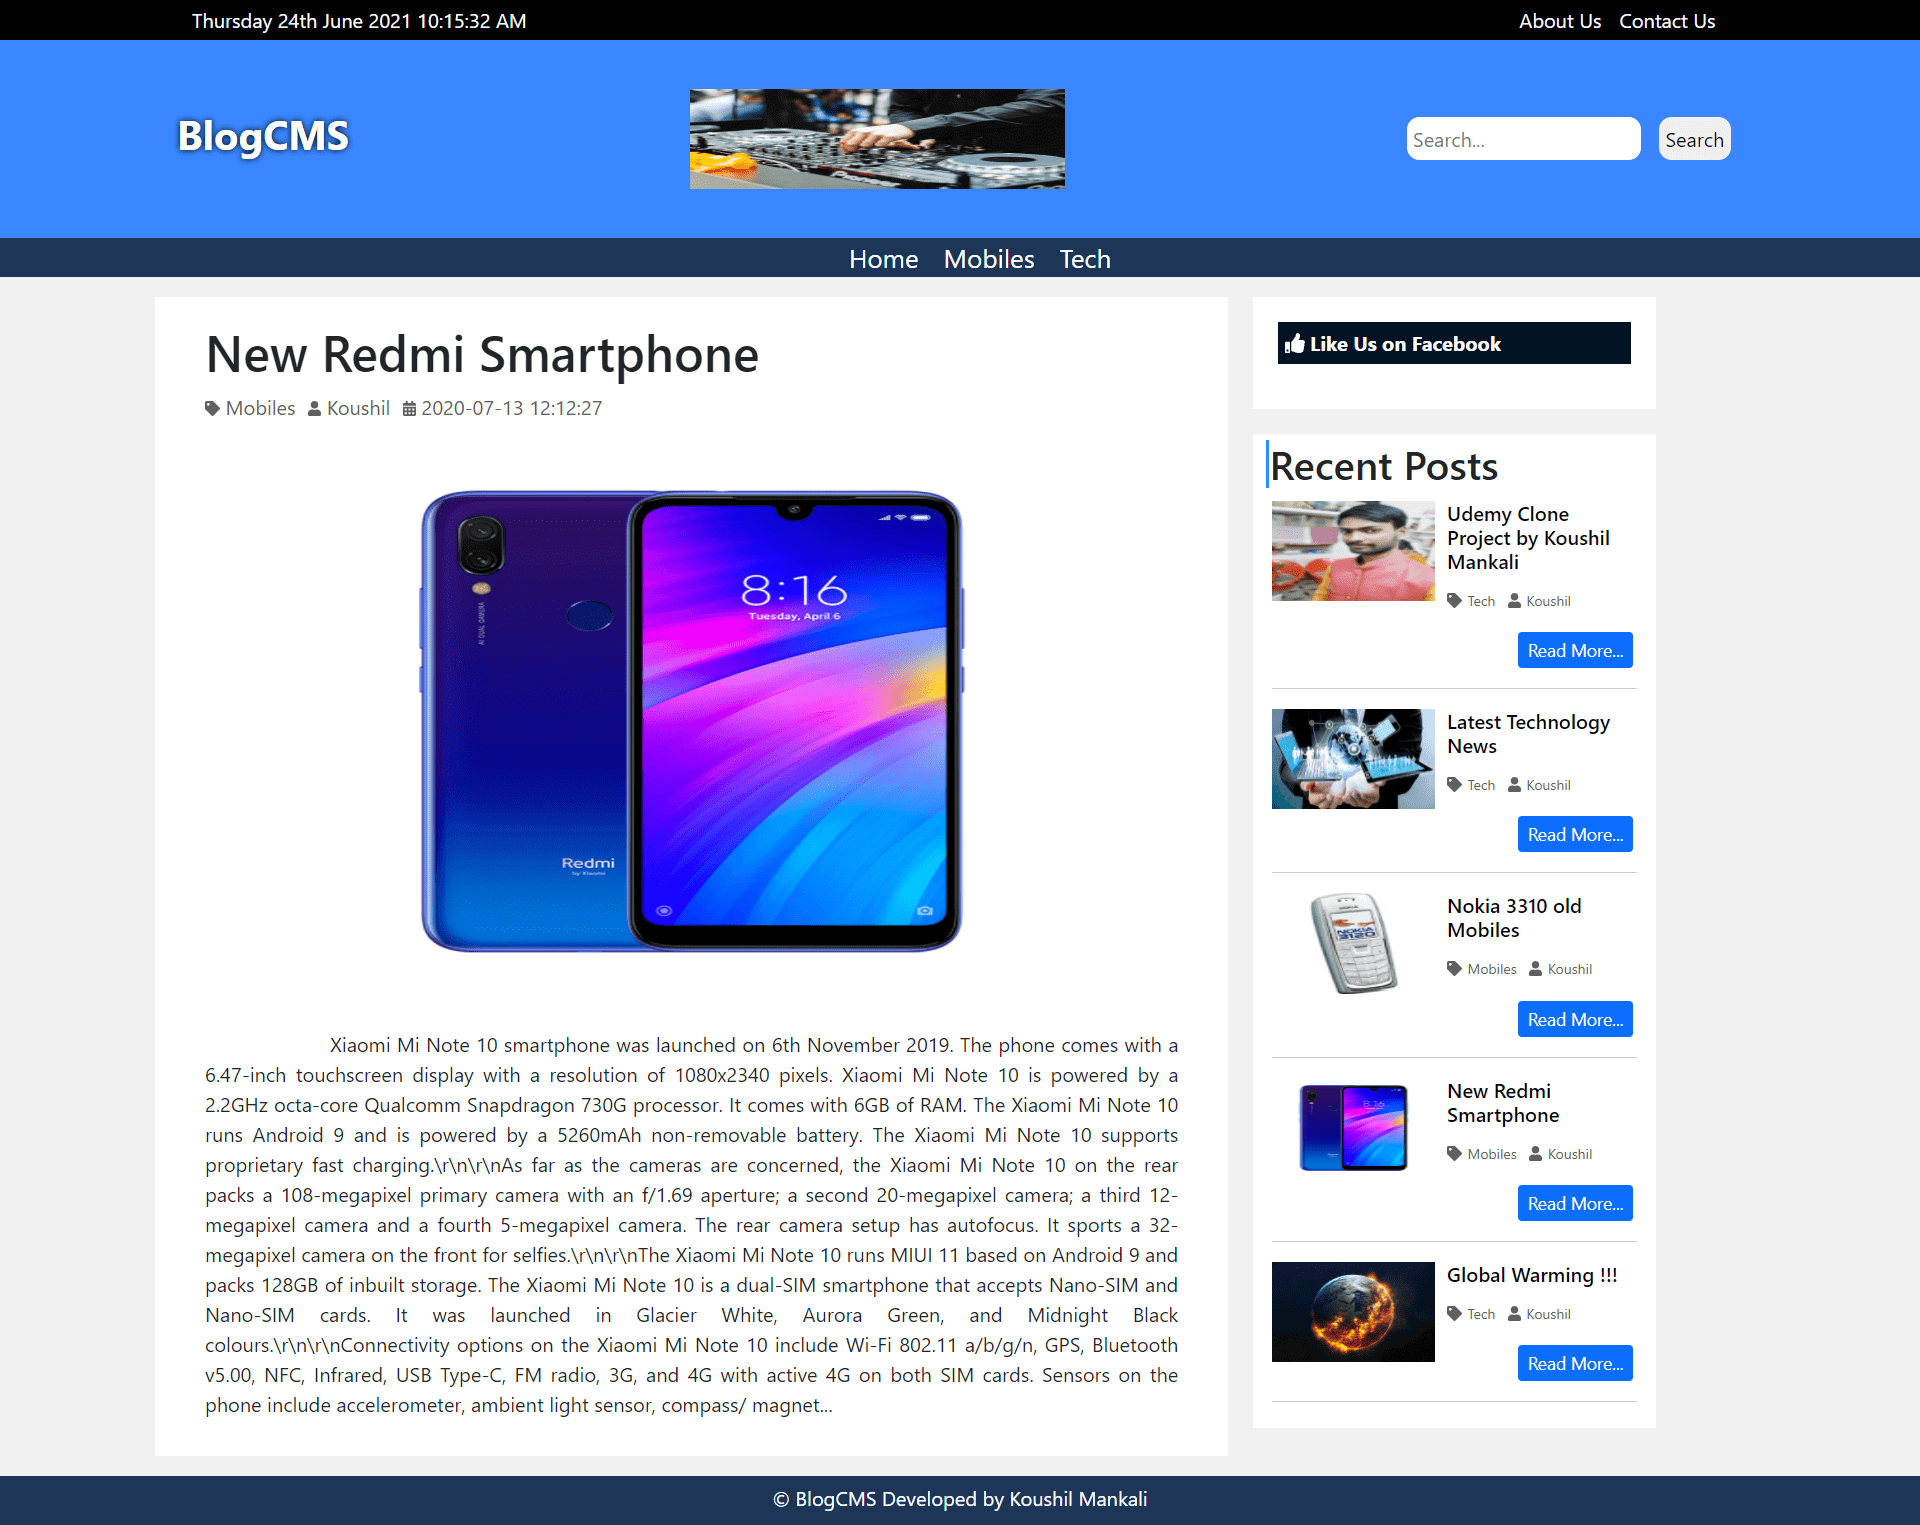 Thursday 24th June 2021 10:15:32 AM
About Us Contact Us
BlogCMS
Pioneer
Search...
Search
Home Mobiles Tech
New Redmi Smartphone
Mobiles Koushil 2020-07-13 12:12:27
AI DUAL CAMERA
8:16
Tuesday, April 6
Redmi
by Xiaomi
Xiaomi Mi Note 10 smartphone was launched on 6th November 2019. The phone comes with a
6.47-inch touchscreen display with a resolution of 1080x2340 pixels. Xiaomi Mi Note 10 is powered by a
2.2GHz octa-core Qualcomm Snapdragon 730G processor. It comes with 6GB of RAM. The Xiaomi Mi Note 10
runs Android 9 and is powered by a 5260mAh non-removable battery. The Xiaomi Mi Note 10 supports
proprietary fast charging.\r\n\r\nAs far as the cameras are concerned, the Xiaomi Mi Note 10 on the rear
packs a 108-megapixel primary camera with an f/1.69 aperture; a second 20-megapixel camera; a third 12-
megapixel camera and a fourth 5-megapixel camera. The rear camera setup has autofocus. It sports a 32-
megapixel camera on the front for selfies.\r\n\r\nThe Xiaomi Mi Note 10 runs MIUI 11 based on Android 9 and
packs 128GB of inbuilt storage. The Xiaomi Mi Note 10 is a dual-SIM smartphone that accepts Nano-SIM and
Nano-SIM cards. It was launched in Glacier White, Aurora Green, and Midnight Black
colours.\r\n\r\nConnectivity options on the Xiaomi Mi Note 10 include Wi-Fi 802.11 a/b/g/n, GPS, Bluetooth
v5.00, NFC, Infrared, USB Type-C, FM radio, 3G, and 4G with active 4G on both SIM cards. Sensors on the
phone include accelerometer, ambient light sensor, compass/ magnet...
Like Us on Facebook
Recent Posts
Udemy Clone
Project by Koushil
Mankali
Tech Koushil
Read More...
Latest Technology
News
Tech Koushil
Read More...
NOKIA
NOKIA
3120
Nokia 3310 old
Mobiles
Mobiles Koushil
Read More...
8:16
New Redmi
Smartphone
Mobiles Koushil
Read More...
Global Warming !!!
Tech Koushil
Read More...
© BlogCMS Developed by Koushil Mankali